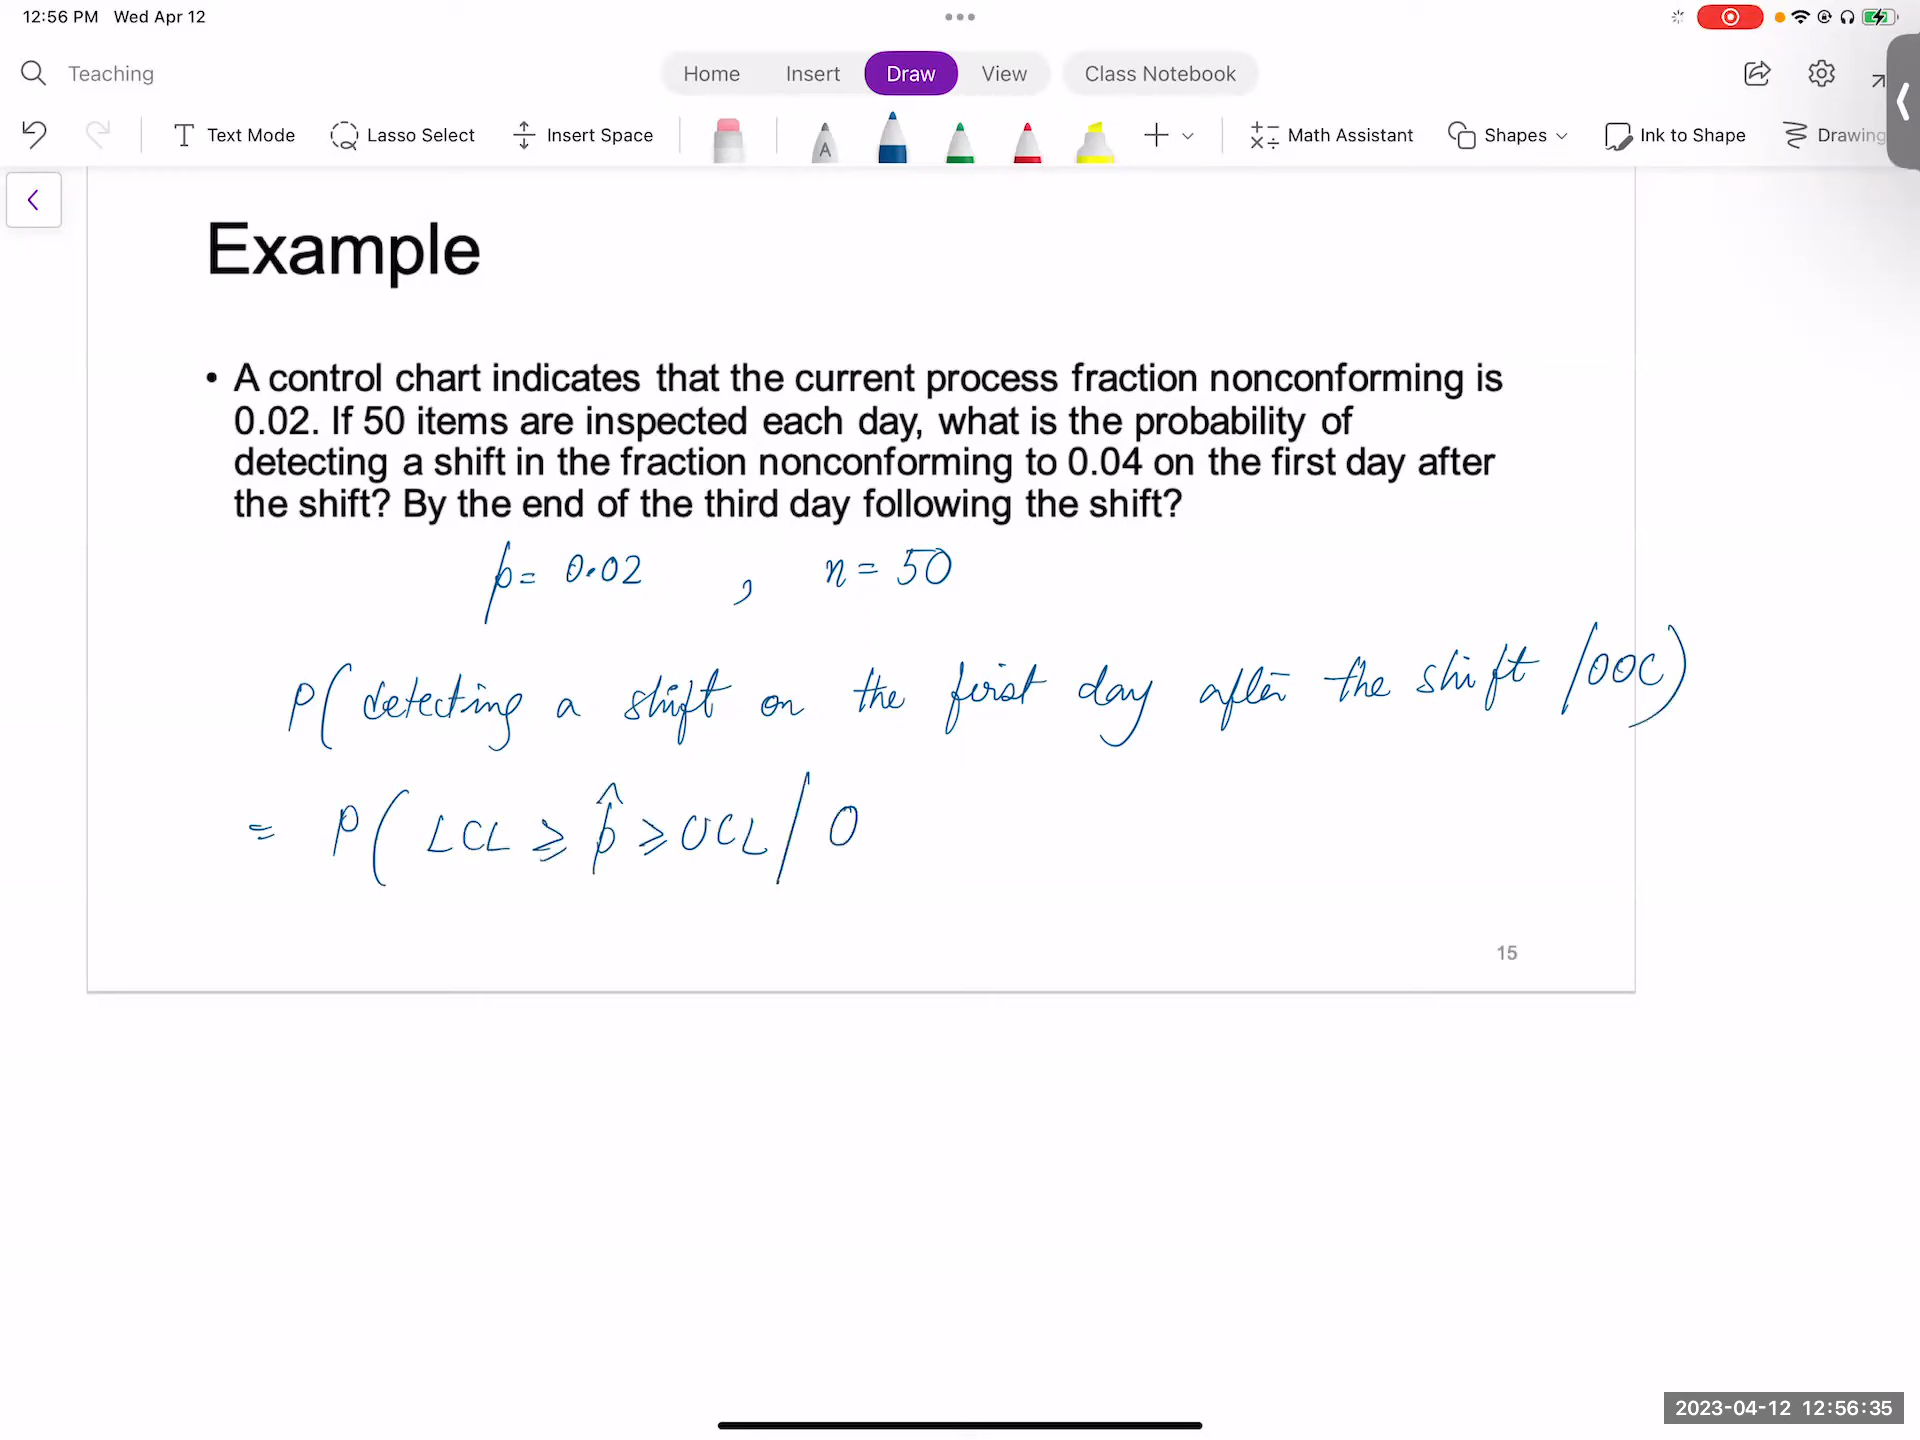 12:56 PM Wed Apr 12
Teaching
Home Insert Draw View Class Notebook
Text Mode Lasso Select Insert Space A Math Assistant Shapes Ink to Shape Drawing
Example
• A control chart indicates that the current process fraction nonconforming is
0.02. If 50 items are inspected each day, what is the probability of
detecting a shift in the fraction nonconforming to 0.04 on the first day after
the shift? By the end of the third day following the shift?
p = 0.02 , n = 50
P( detecting a shift on the first day after the shift / OOC)
= P( LCL ≥ p̂ ≥ UCL / O
15
2023-04-12 12:56:35